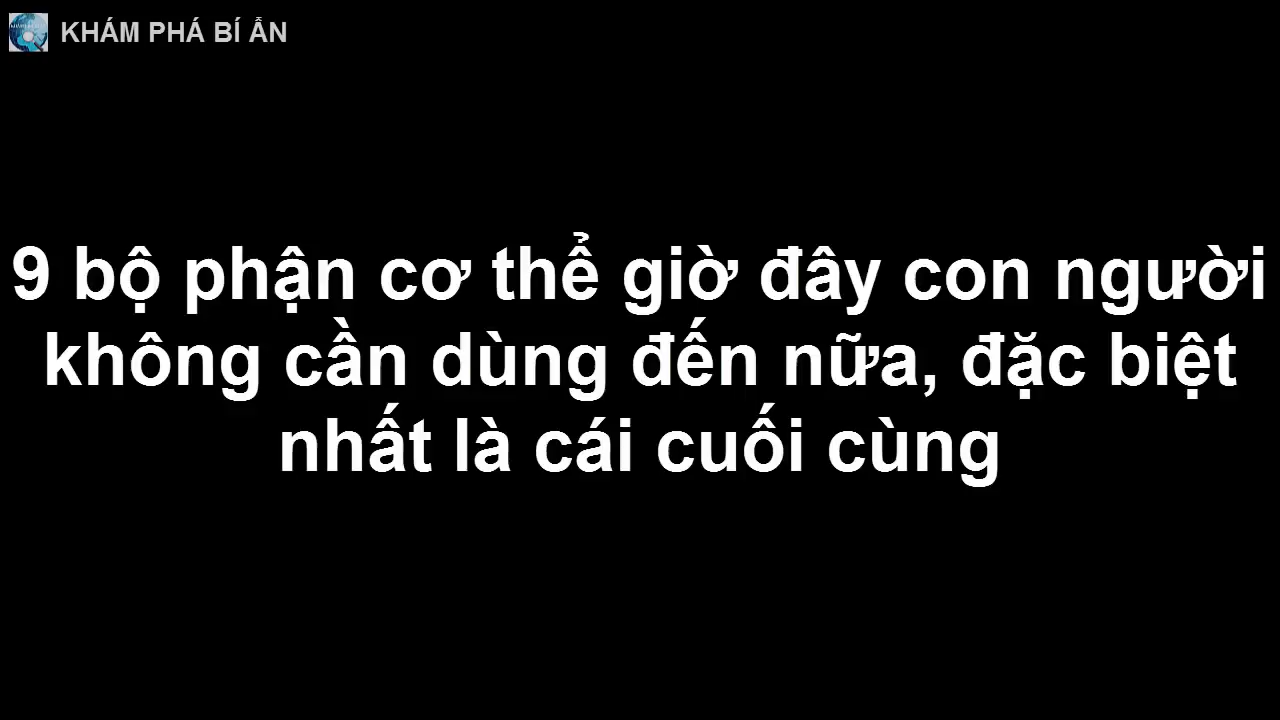 KHÁM PHÁ BÍ ẨN
9 bộ phận cơ thể giờ đây con người
không cần dùng đến nữa, đặc biệt
nhất là cái cuối cùng